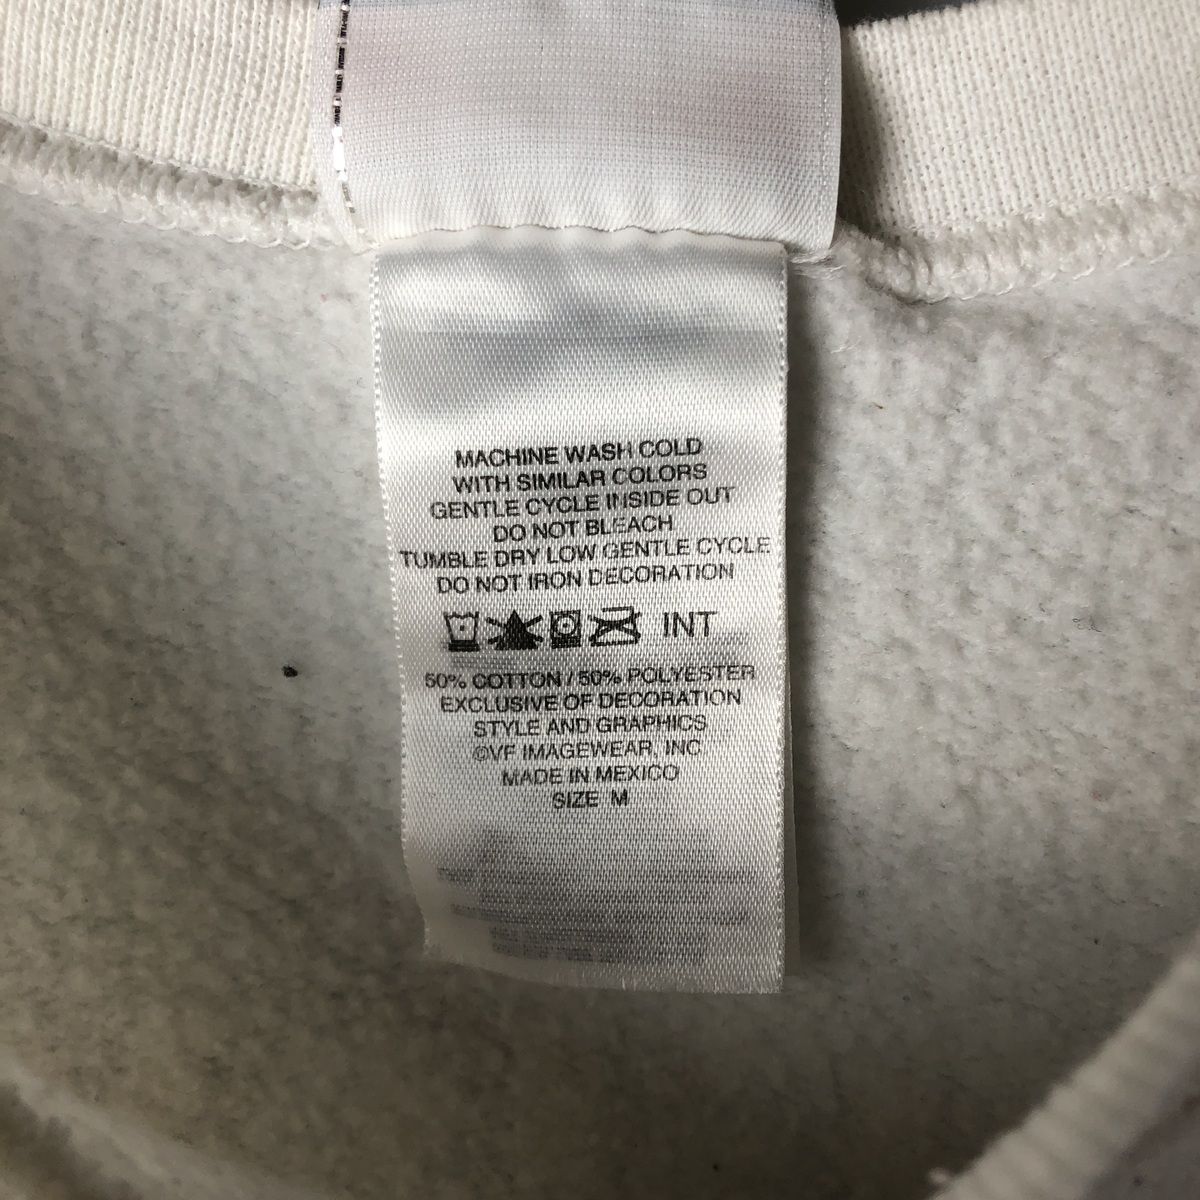 MACHINE WASH COLD
WITH SIMILAR COLORS
GENTLE CYCLE INSIDE OUT
DO NOT BLEACH
TUMBLE DRY LOW GENTLE CYCLE
DO NOT IRON DECORATION
INT
50% COTTON / 50% POLYESTER
EXCLUSIVE OF DECORATION
STYLE AND GRAPHICS
©VF IMAGEWEAR, INC
MADE IN MEXICO
SIZE M